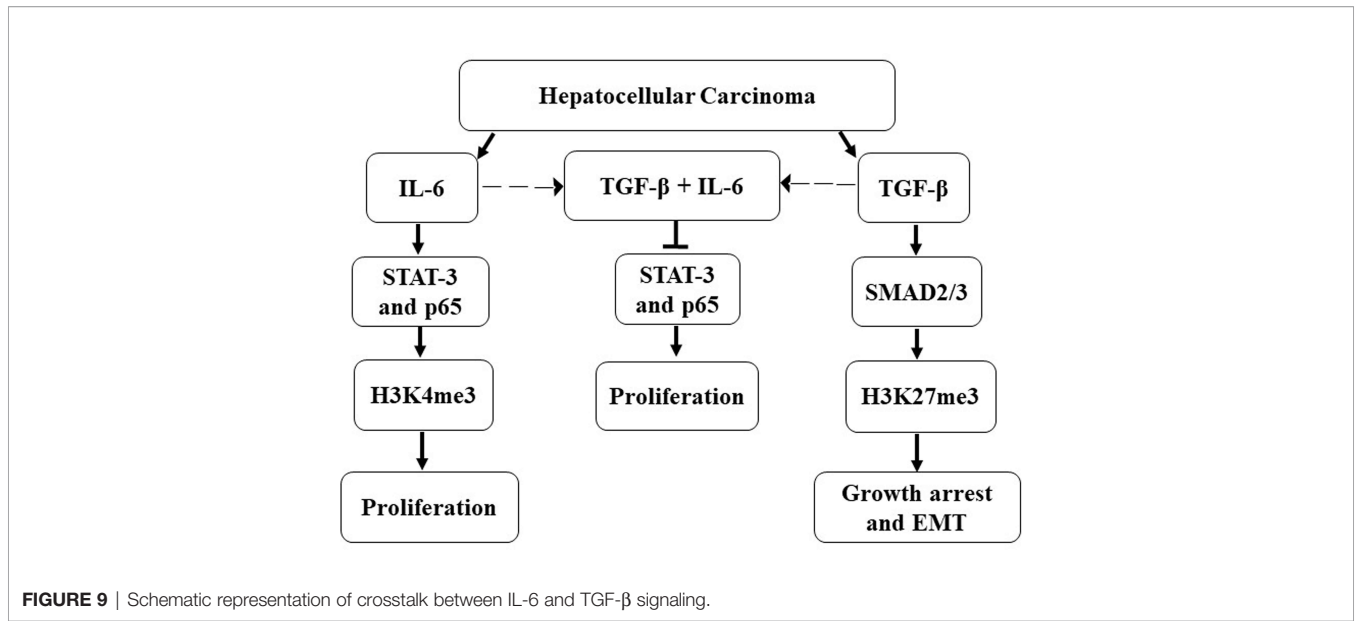 Hepatocellular Carcinoma
IL-6
TGF-β + IL-6
TGF-β
STAT-3
and p65
STAT-3
and p65
SMAD2/3
H3K4me3
Proliferation
H3K27me3
Proliferation
Growth arrest
and EMT
FIGURE 9 | Schematic representation of crosstalk between IL-6 and TGF-β signaling.